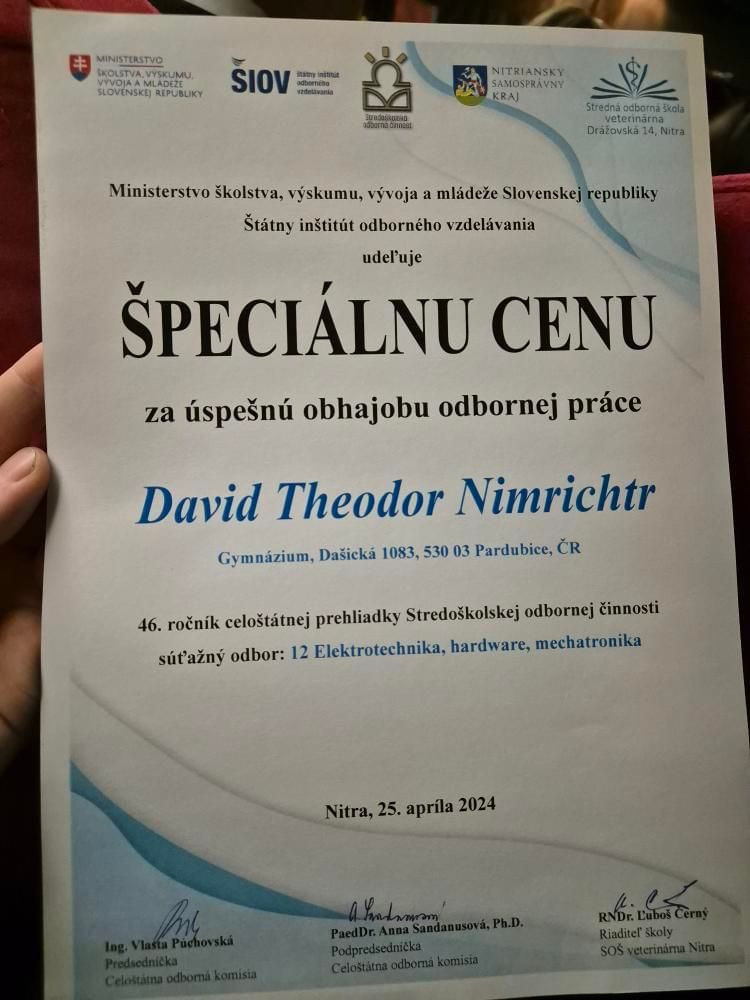 MINISTERSTVO
ŠKOLSTVA, VÝSKUMU,
VÝVOJA A MLÁDEŽE
SLOVENSKEJ REPUBLIKY
ŠIOV
štátny inštitút
odborného
vzdelávania
Stredoškolská
odborná činnosť
NITRIANSKY
SAMOSPRÁVNY
KRAJ
Stredná odborná škola
veterinárna
Drážovská 14, Nitra
Ministerstvo školstva, výskumu, vývoja a mládeže Slovenskej republiky
Štátny inštitút odborného vzdelávania
udeľuje
ŠPECIÁLNU CENU
za úspešnú obhajobu odbornej práce
David Theodor Nimrichtr
Gymnázium, Dašická 1083, 530 03 Pardubice, ČR
46. ročník celoštátnej prehliadky Stredoškolskej odbornej činnosti
súťažný odbor: 12 Elektrotechnika, hardware, mechatronika
Nitra, 25. apríla 2024
Ing. Vlasta Púchovská
Predsedníčka
Celoštátna odborná komisia
PaedDr. Anna Sandanusová, Ph.D.
Podpredsedníčka
Celoštátna odborná komisia
RNDr. Ľuboš Černý
Riaditeľ školy
SOŠ veterinárna Nitra